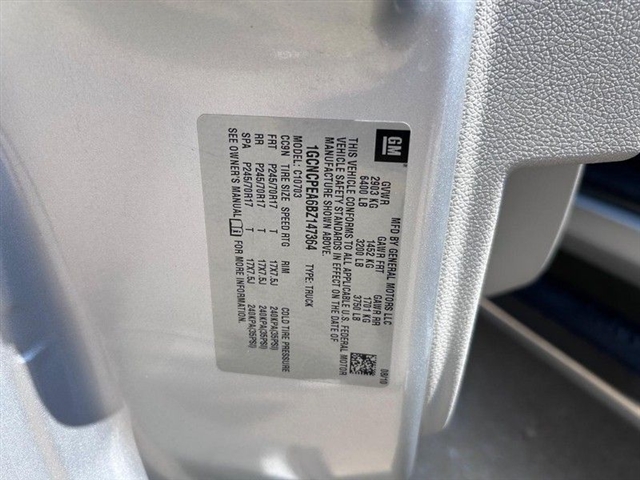 GM
MFD BY GENERAL MOTORS LLC
08/10
GVWR GAWR FRT GAWR RR
2903 KG 1452 KG 1701 KG
6400 LB 3200 LB 3750 LB
THIS VEHICLE CONFORMS TO ALL APPLICABLE U.S. FEDERAL MOTOR
VEHICLE SAFETY STANDARDS IN EFFECT ON THE DATE OF
MANUFACTURE SHOWN ABOVE.
1GCNCPEA6BZ147364 TYPE: TRUCK
MODEL: C10703
CC9N TIRE SIZE SPEED RTG RIM COLD TIRE PRESSURE
FRT P245/70R17 T 17X7.5J 240KPA(35PSI)
RR P245/70R17 T 17X7.5J 240KPA(35PSI)
SPA P245/70R17 T 17X7.5J 240KPA(35PSI)
SEE OWNER'S MANUAL FOR ADDITIONAL INFORMATION.